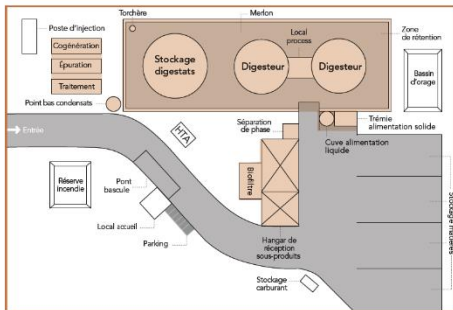 Torchère
Merlon
Poste d'injection
Cogénération
Épuration
Traitement
Point bas condensats
Stockage
digestats
Digesteur
Local
process
Digesteur
Zone
de rétention
Bassin
d'orage
Entrée
HTA
Séparation
de phase
Trémie
alimentation solide
Cuve alimentation
liquide
Réserve
incendie
Pont
bascule
Biofiltre
Local accueil
Parking
Hangar de
réception
sous-produits
Stockage
carburant
Stockage matières